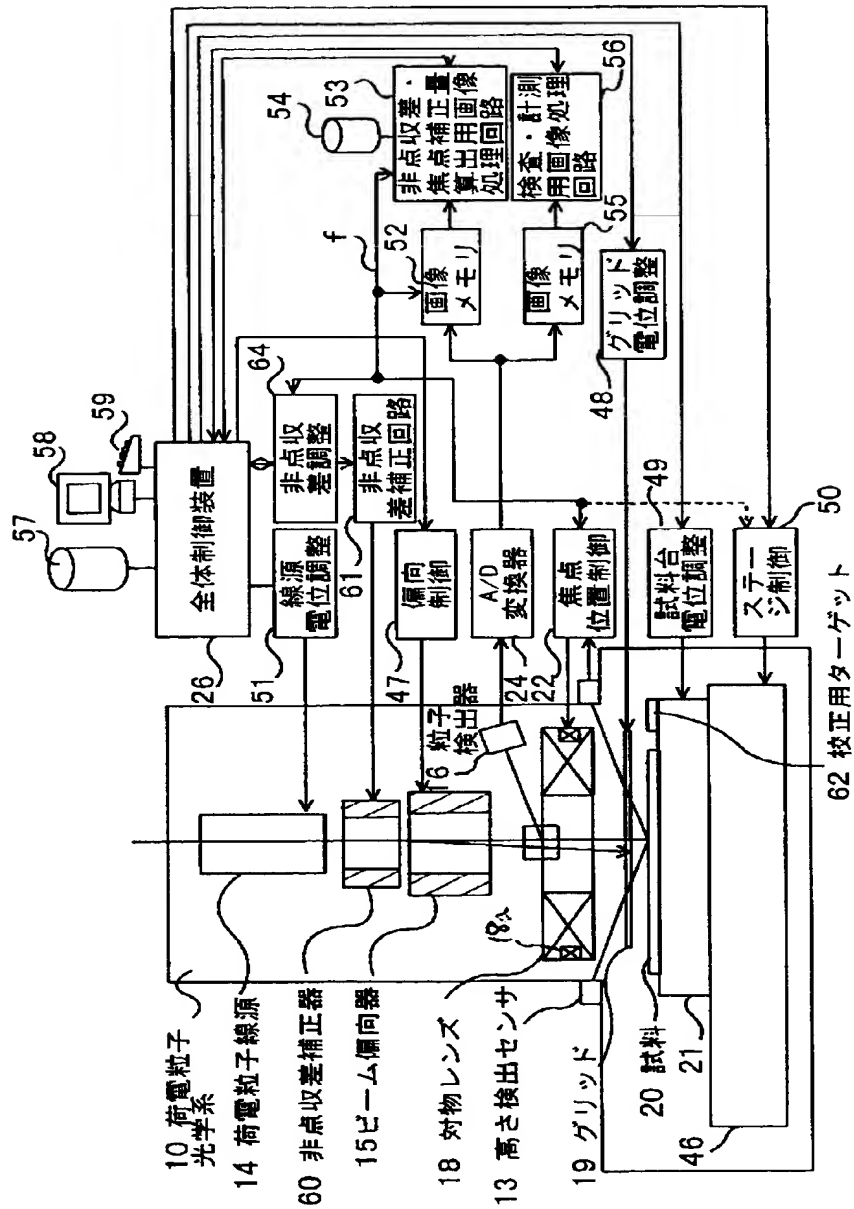 57
58
59
全体制御装置
26
線源
電位調整
51
非点収
差調整
64
非点収
差補正回路
61
偏向
制御
47
A/D
変換器
24
焦点
位置制御
22
試料台
電位調整
49
ステー
ジ制御
50
グリッド
電位調整
48
f
画像
メモリ
52
画像
メモリ
55
非点収差・
焦点補正量
算出用画像
処理回路
53
54
検査・計測
用画像処理
回路
56
10 荷電粒子
光学系
14 荷電粒子線源
60 非点収差補正器
15ビーム偏向器
16 粒子
検出器
18 対物レンズ
18a
13 高さ検出センサ
19 グリッド
20 試料
21
46
62 校正用ターゲット